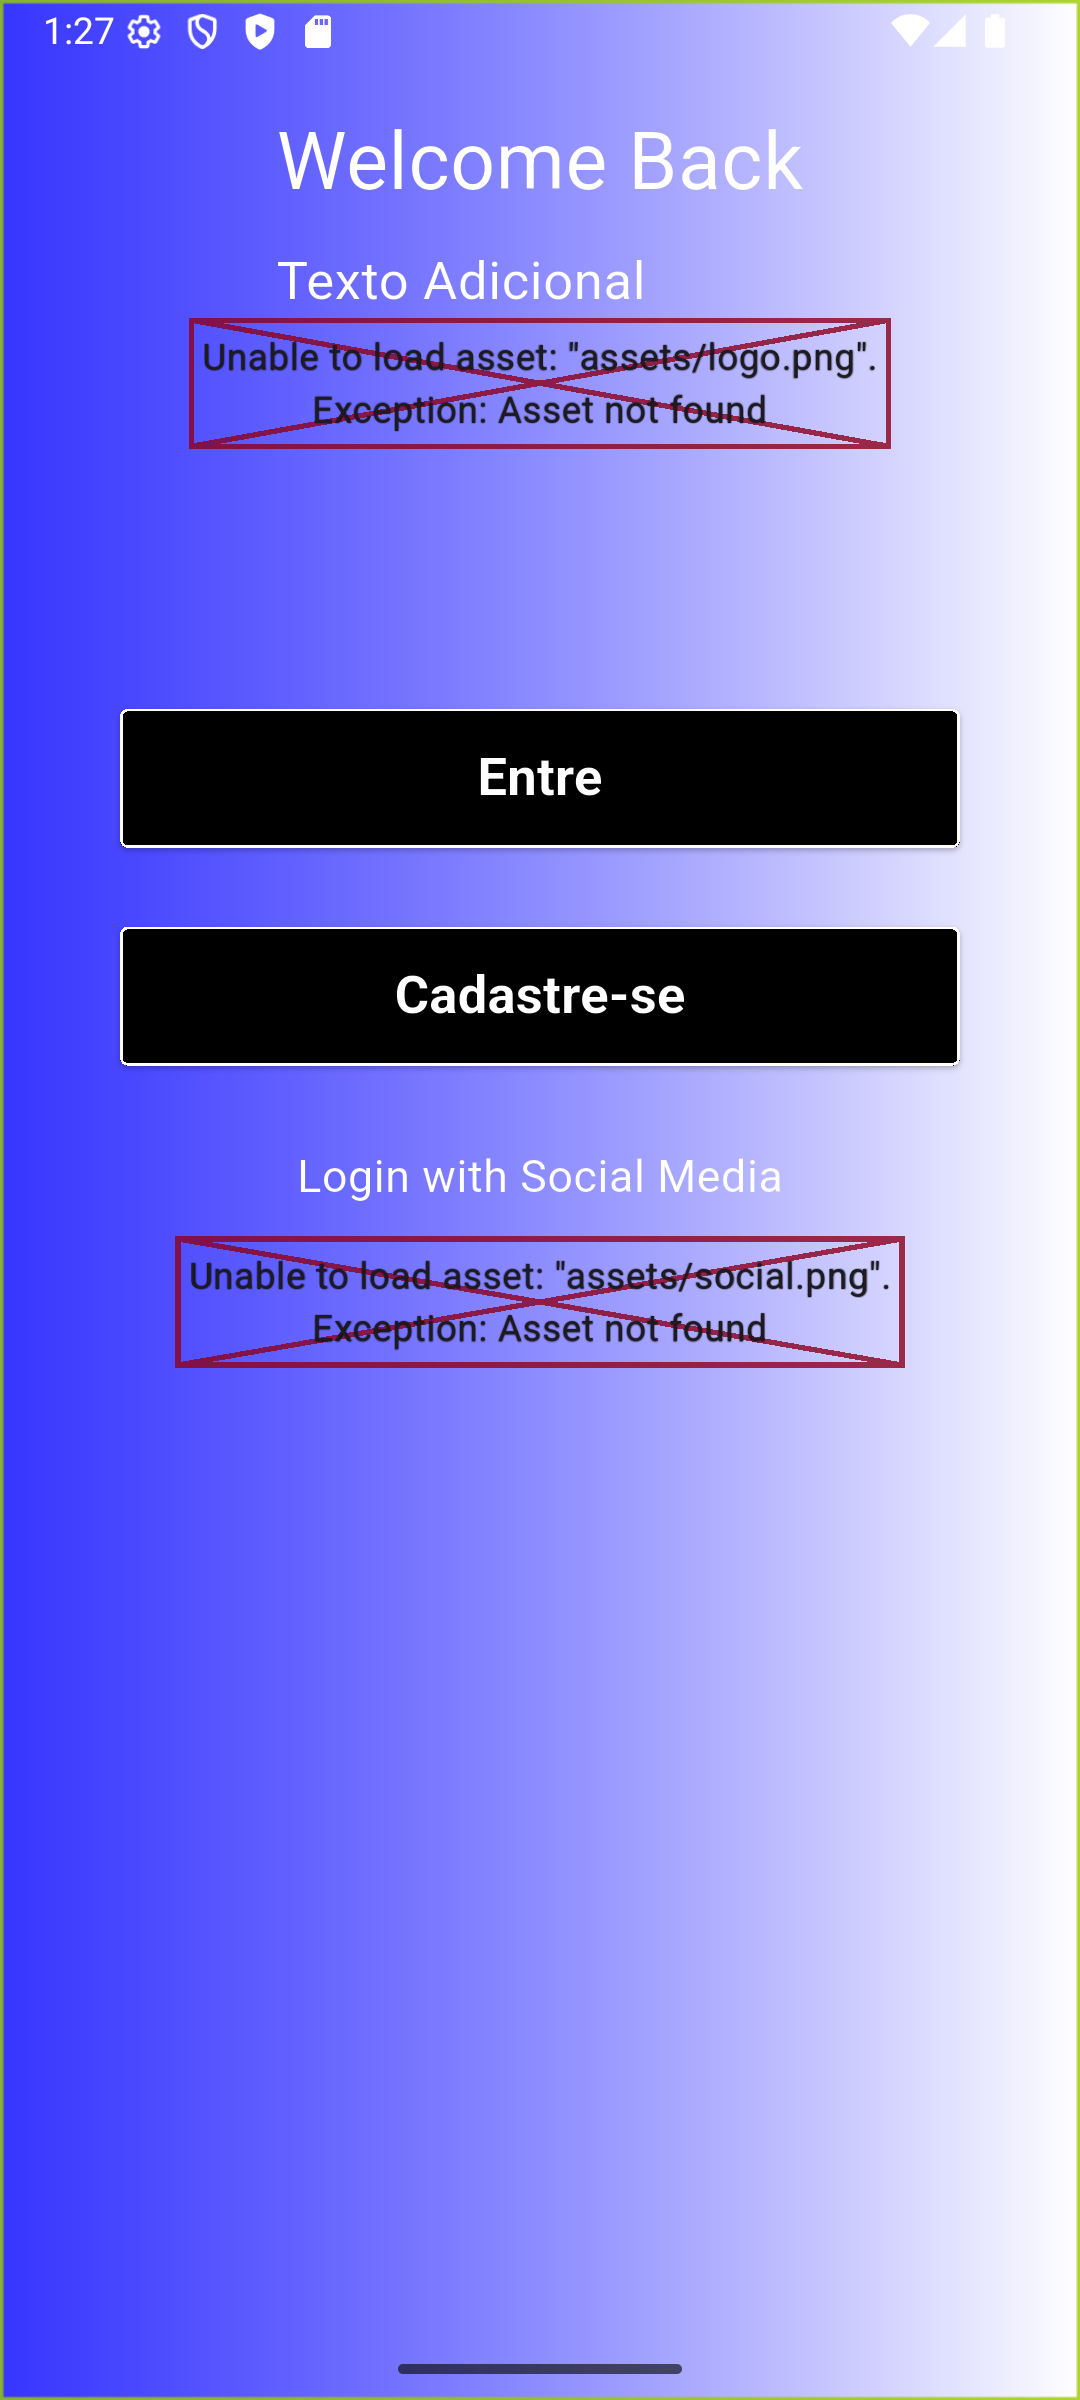 1:27
Welcome Back
Texto Adicional
Unable to load asset: "assets/logo.png".
Exception: Asset not found
Entre
Cadastre-se
Login with Social Media
Unable to load asset: "assets/social.png".
Exception: Asset not found